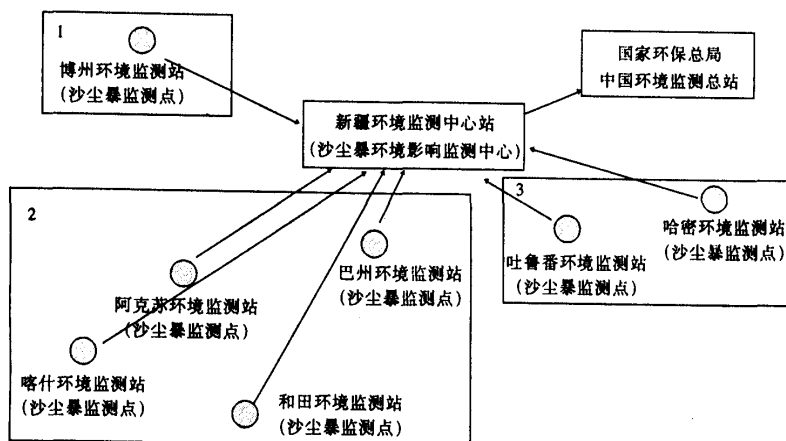 1
博州环境监测站
(沙尘暴监测点)
国家环保总局
中国环境监测总站
新疆环境监测中心站
(沙尘暴环境影响监测中心)
2
巴州环境监测站
(沙尘暴监测点)
阿克苏环境监测站
(沙尘暴监测点)
喀什环境监测站
(沙尘暴监测点)
和田环境监测站
(沙尘暴监测点)
3
哈密环境监测站
(沙尘暴监测点)
吐鲁番环境监测站
(沙尘暴监测点)